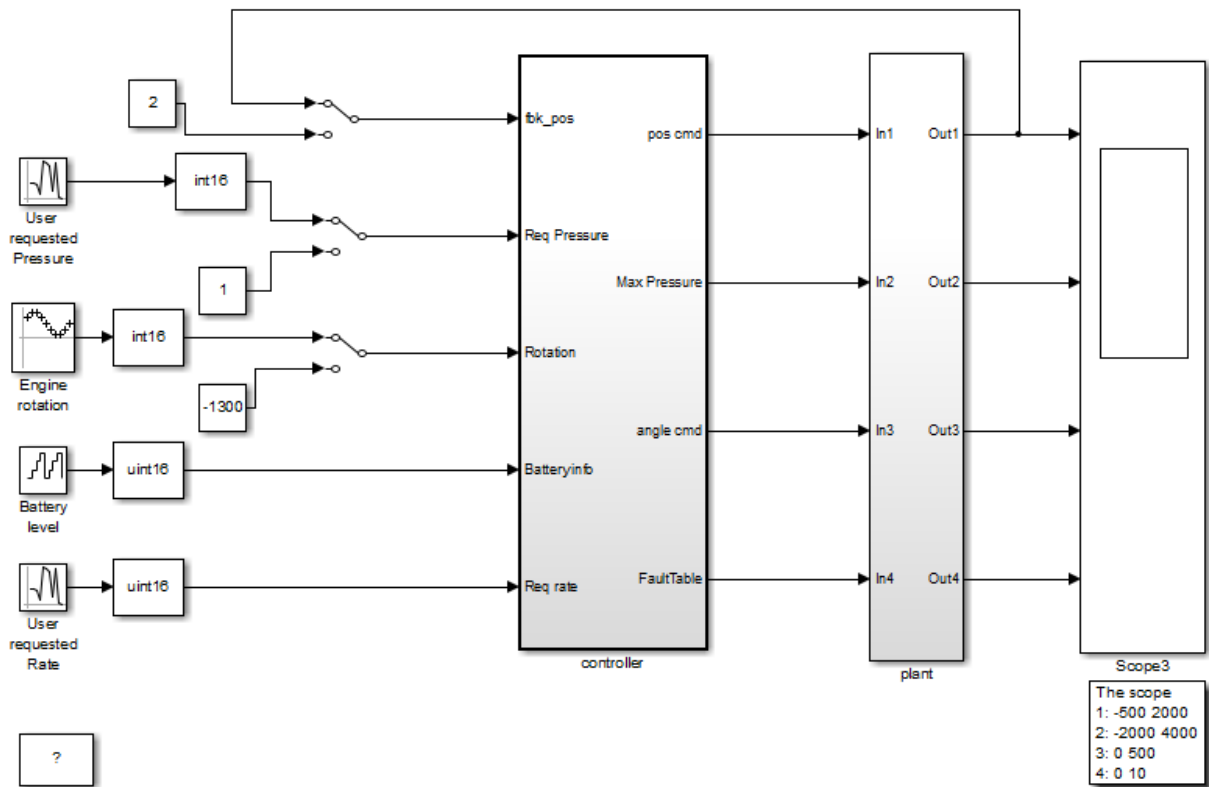 2
fbk_pos
pos cmd
In1
Out1
int16
User
requested
Pressure
Req Pressure
1
Max Pressure
In2
Out2
int16
Rotation
Engine
rotation
-1300
angle cmd
In3
Out3
uint16
Batteryinfo
Battery
level
uint16
Req rate
FaultTable
In4
Out4
User
requested
Rate
controller
plant
Scope3
The scope
1: -500 2000
2: -2000 4000
3: 0 500
4: 0 10
?